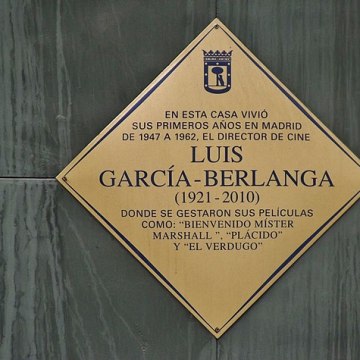 EN ESTA CASA VIVIÓ
SUS PRIMEROS AÑOS EN MADRID
DE 1947 A 1962, EL DIRECTOR DE CINE
LUIS
GARCÍA-BERLANGA
(1921-2010)
DONDE SE GESTARON SUS PELÍCULAS
COMO: “BIENVENIDO MÍSTER
MARSHALL ”, “PLÁCIDO”
Y “EL VERDUGO”